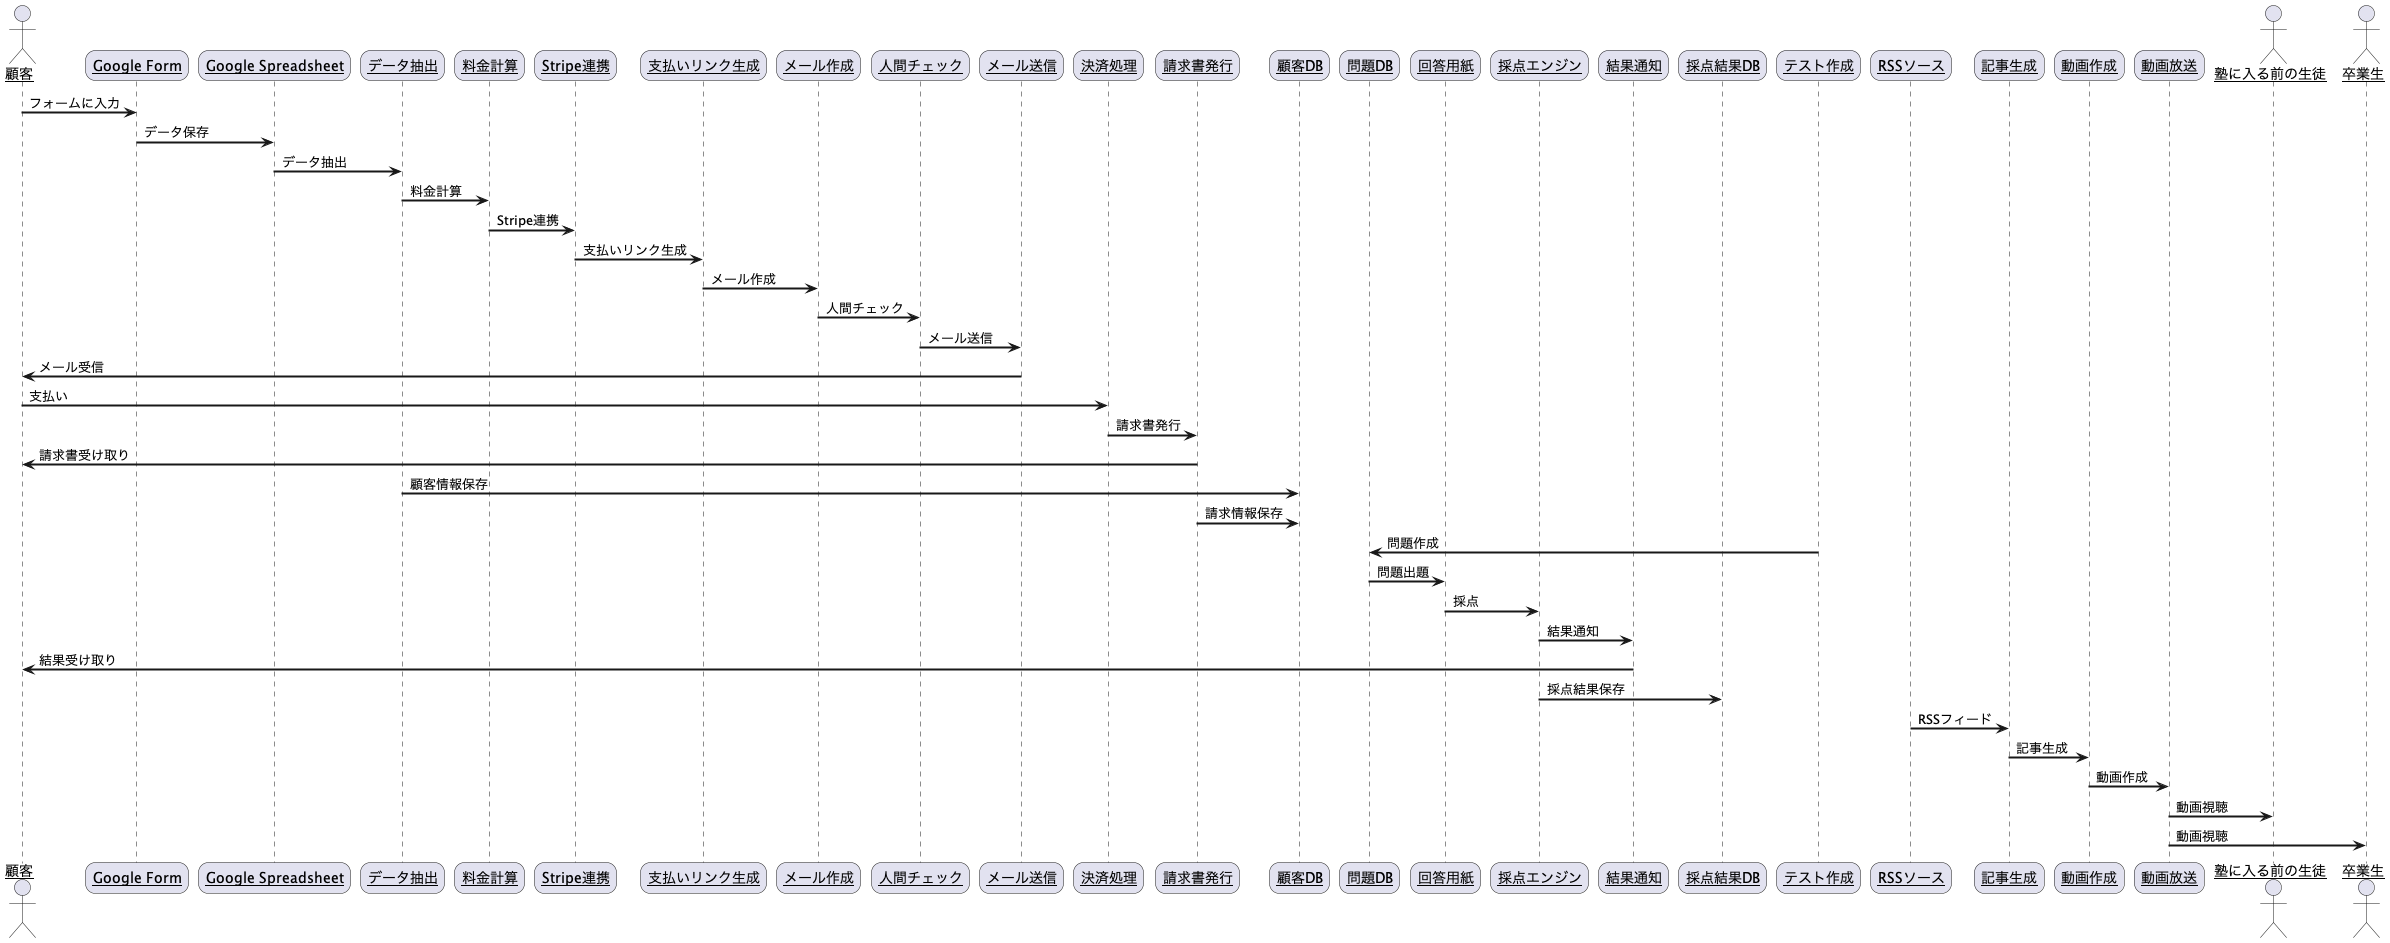 顧客
Google Form
Google Spreadsheet
データ抽出
料金計算
Stripe連携
支払いリンク生成
メール作成
人間チェック
メール送信
決済処理
請求書発行
顧客DB
問題DB
回答用紙
採点エンジン
結果通知
採点結果DB
テスト作成
RSSソース
記事生成
動画作成
動画放送
塾に入る前の生徒
卒業生
フォームに入力
データ保存
データ抽出
料金計算
Stripe連携
支払いリンク生成
メール作成
人間チェック
メール送信
メール受信
支払い
請求書発行
請求書受け取り
顧客情報保存
請求情報保存
問題作成
問題出題
採点
結果通知
結果受け取り
採点結果保存
RSSフィード
記事生成
動画作成
動画視聴
動画視聴
顧客
Google Form
Google Spreadsheet
データ抽出
料金計算
Stripe連携
支払いリンク生成
メール作成
人間チェック
メール送信
決済処理
請求書発行
顧客DB
問題DB
回答用紙
採点エンジン
結果通知
採点結果DB
テスト作成
RSSソース
記事生成
動画作成
動画放送
塾に入る前の生徒
卒業生